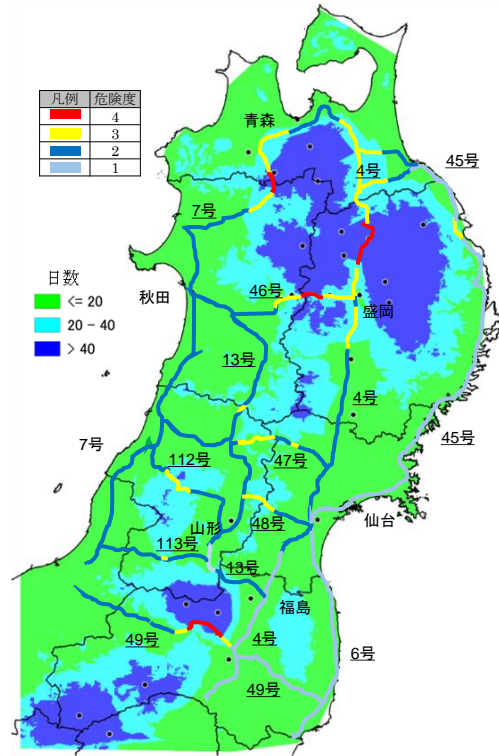 凡例 危険度
4
3
2
1
青森
45号
4号
7号
日数
<= 20
20 - 40
> 40
秋田
46号
盛岡
13号
4号
45号
7号
112号
47号
山形
48号
仙台
113号
13号
福島
49号
4号
6号
49号